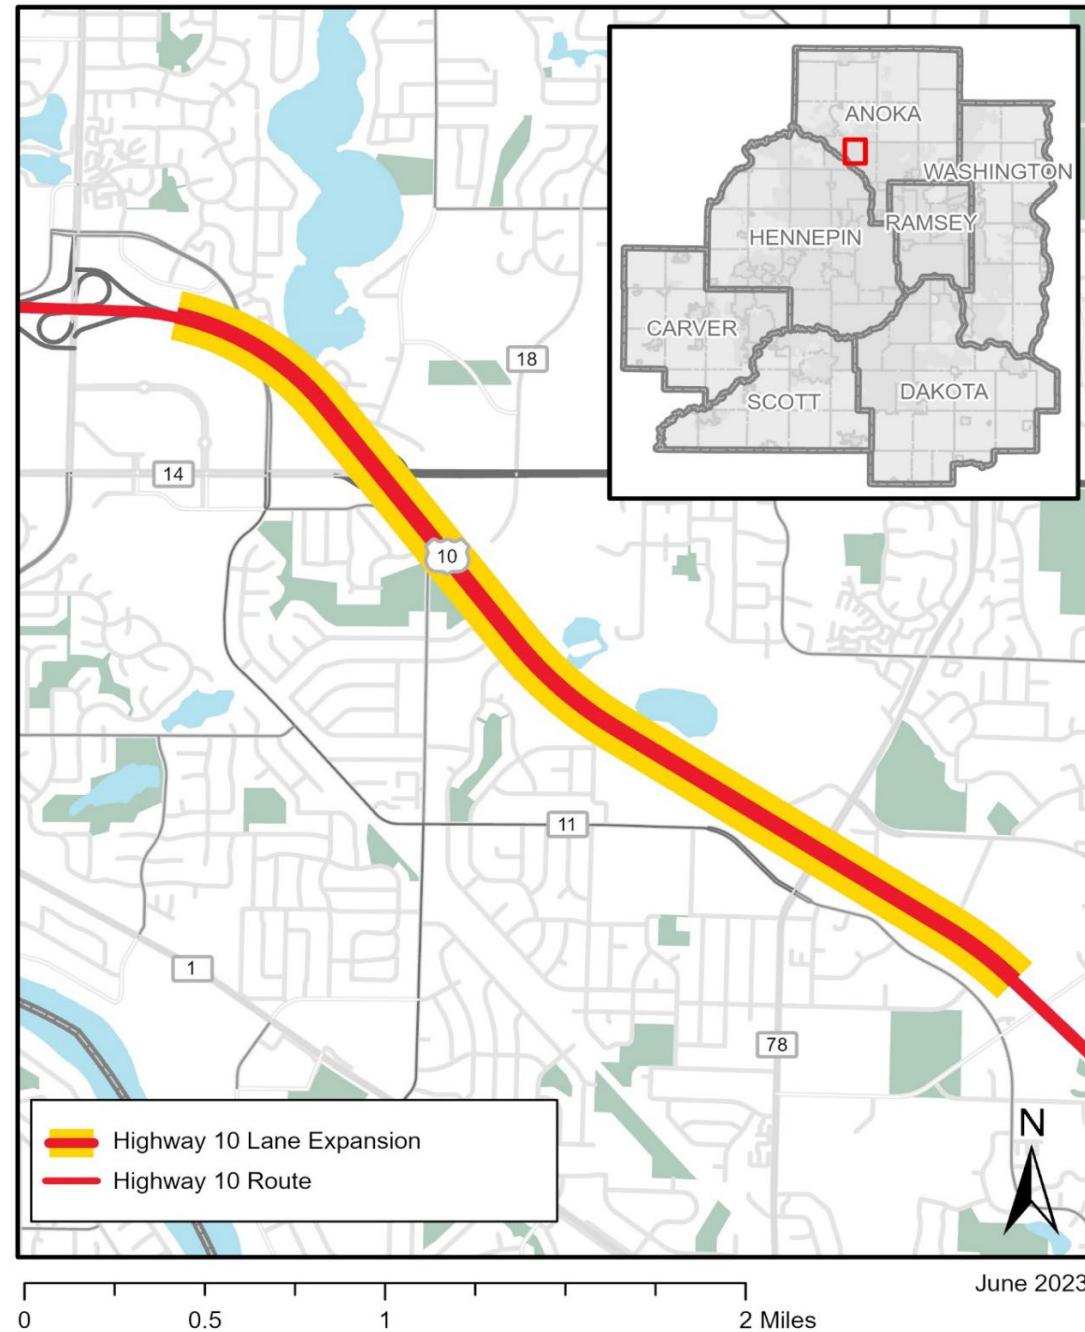 ANOKA
WASHINGTON
RAMSEY
HENNEPIN
CARVER
SCOTT
DAKOTA
18
14
10
11
1
78
N
Highway 10 Lane Expansion
Highway 10 Route
June 2023
0 0.5 1 2 Miles